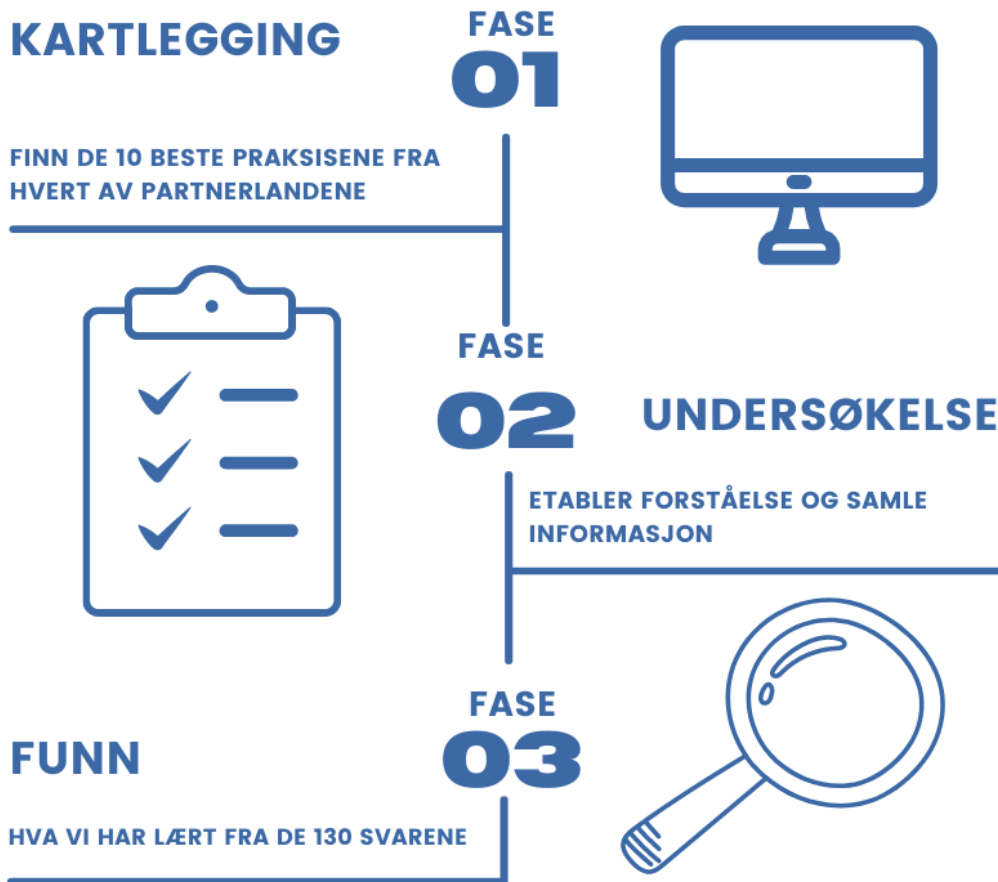 KARTLEGGING
FASE
01
FINN DE 10 BESTE PRAKSISENE FRA
HVERT AV PARTNERLANDENE
FASE
02
UNDERSØKELSE
ETABLER FORSTÅELSE OG SAMLE
INFORMASJON
FASE
03
FUNN
HVA VI HAR LÆRT FRA DE 130 SVARENE